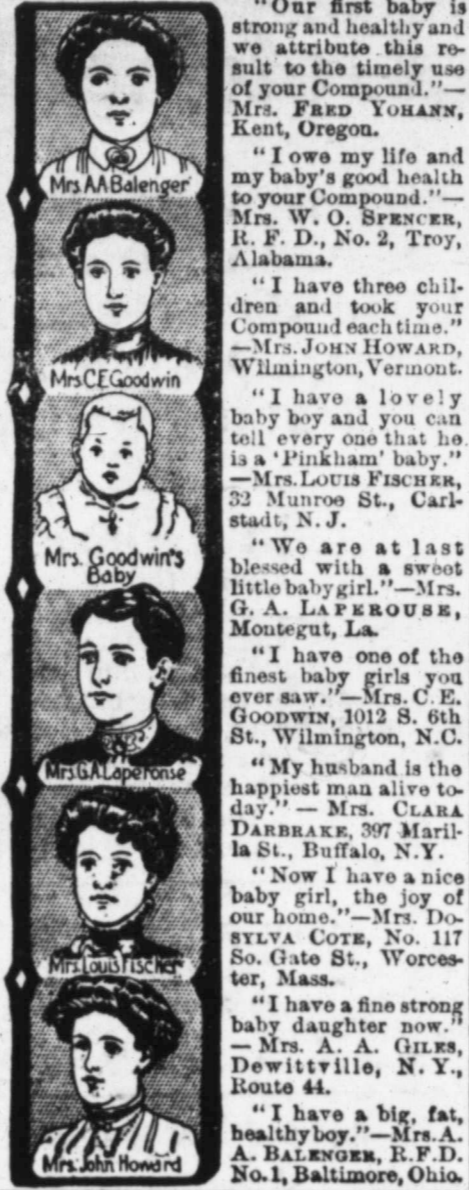 Mrs. A A Balenger
Mrs C.E. Goodwin
Mrs. Goodwin's
Baby
Mrs. G.A. Laperonse
Mrs. Louis Fischer
Mrs. John Howard
"Our first baby is
strong and healthy and
we attribute this re-
sult to the timely use
of your Compound."—
Mrs. FRED YOHANN,
Kent, Oregon.
"I owe my life and
my baby's good health
to your Compound."—
Mrs. W. O. SPENCER,
R. F. D., No. 2, Troy,
Alabama.
"I have three chil-
dren and took your
Compound each time."
—Mrs. JOHN HOWARD,
Wilmington, Vermont.
"I have a lovely
baby boy and you can
tell every one that he
is a 'Pinkham' baby."
—Mrs. LOUIS FISCHER,
32 Munroe St., Carl-
stadt, N. J.
"We are at last
blessed with a sweet
little baby girl."—Mrs.
G. A. LAPEROUSE,
Montegut, La.
"I have one of the
finest baby girls you
ever saw."—Mrs. C. E.
GOODWIN, 1012 S. 6th
St., Wilmington, N.C.
"My husband is the
happiest man alive to-
day." — Mrs. CLARA
DARBRAKE, 397 Maril-
la St., Buffalo, N.Y.
"Now I have a nice
baby girl, the joy of
our home."—Mrs. DO-
SYLVA COTE, No. 117
So. Gate St., Worces-
ter, Mass.
"I have a fine strong
baby daughter now."
— Mrs. A. A. GILES,
Dewittville, N. Y.,
Route 44.
"I have a big, fat,
healthy boy."—Mrs. A.
A. BALENGER, R.F.D.
No. 1, Baltimore, Ohio.